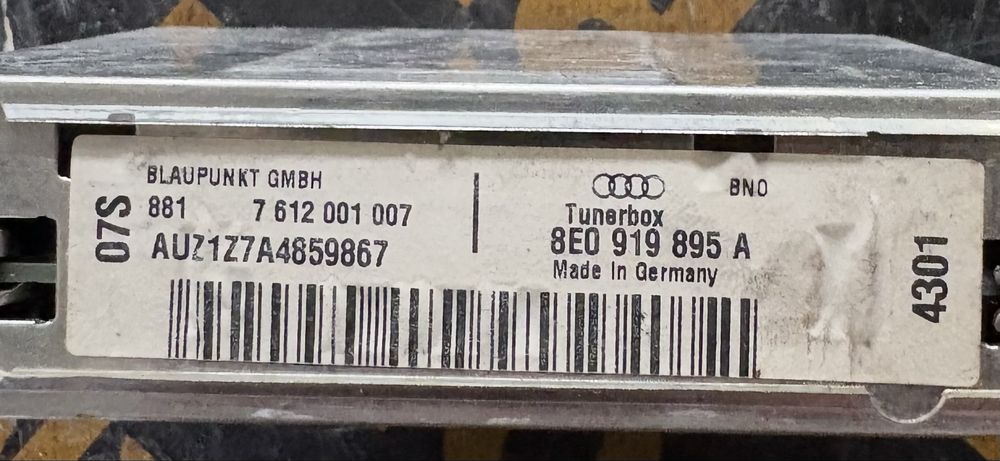 07S
BLAUPUNKT GMBH
881 7 612 001 007
AUZ1Z7A4859867
BNO
Tunerbox
8E0 919 895 A
Made In Germany
4301